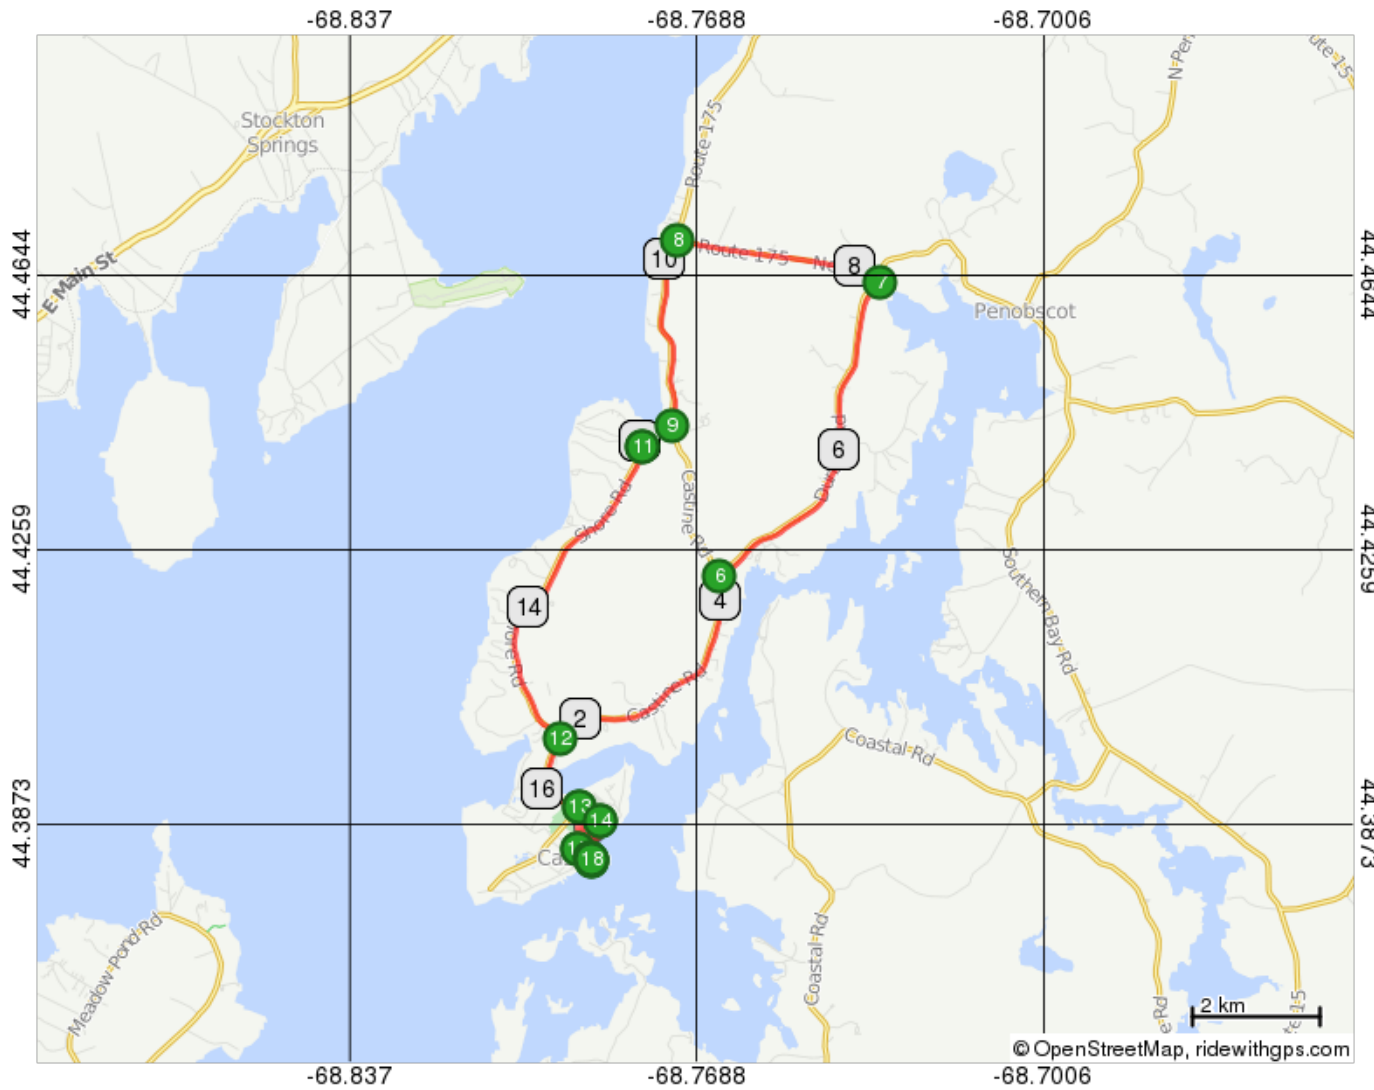 -68.837
-68.7688
-68.7006
Route 175
N
ute 15
Stockton
Springs
44.4644
44.4644
8
10
Route 175
8
7
E Main St
Penobscot
9
11
6
Shore Rd
Castine Rd
44.4259
44.4259
6
4
14
Southern Bay Rd
2
Castine Rd
12
Coastal Rd
16
13
14
44.3873
44.3873
18
Meadow Pond Rd
Coastal Rd
2 km
© OpenStreetMap, ridewithgps.com
-68.837
-68.7688
-68.7006